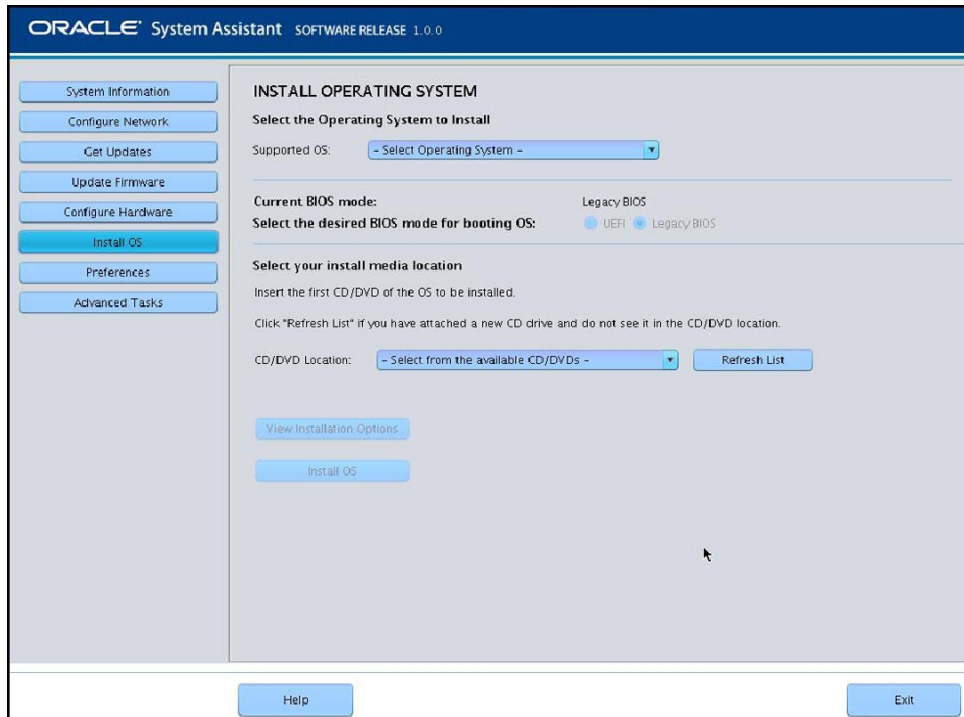 ORACLE® System Assistant SOFTWARE RELEASE 1.0.0
System Information
Configure Network
Get Updates
Update Firmware
Configure Hardware
Install OS
Preferences
Advanced Tasks
INSTALL OPERATING SYSTEM
Select the Operating System to Install
Supported OS: - Select Operating System -
Current BIOS mode: Legacy BIOS
Select the desired BIOS mode for booting OS: UEFI Legacy BIOS
Select your install media location
Insert the first CD/DVD of the OS to be installed.
Click "Refresh List" if you have attached a new CD drive and do not see it in the CD/DVD location.
CD/DVD Location: - Select from the available CD/DVDs - Refresh List
View Installation Options
Install OS
Help Exit